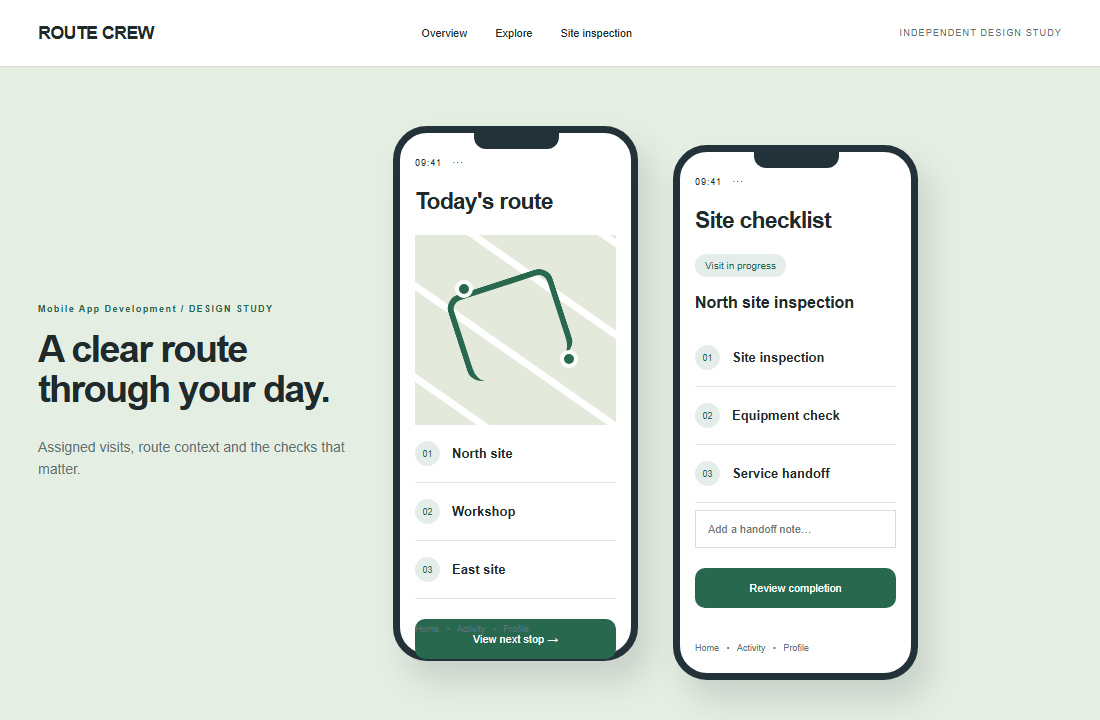 ROUTE CREW
Overview
Explore
Site inspection
INDEPENDENT DESIGN STUDY
Mobile App Development / DESIGN STUDY
A clear route
through your day.
Assigned visits, route context and the checks that
matter.
09:41 ···
Today's route
01 North site
02 Workshop
03 East site
Home • Activity • Profile
View next stop →
09:41 ···
Site checklist
Visit in progress
North site inspection
01 Site inspection
02 Equipment check
03 Service handoff
Add a handoff note...
Review completion
Home • Activity • Profile